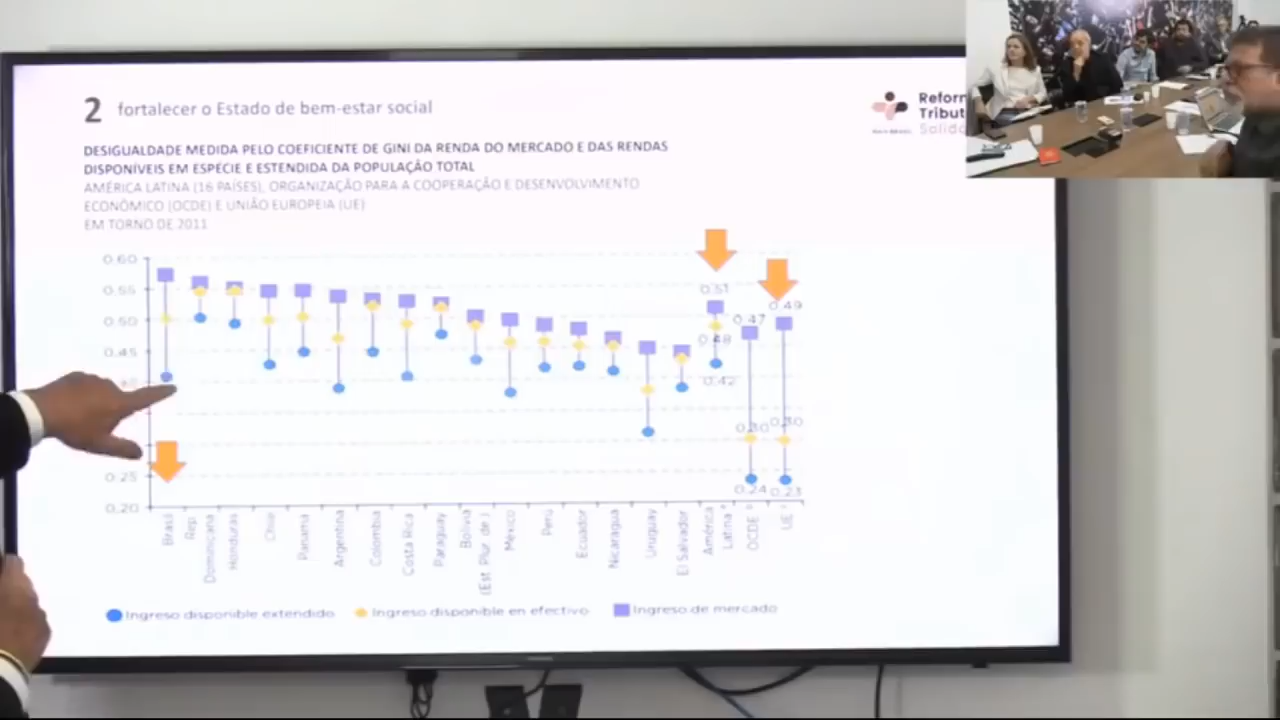 2 fortalecer o Estado de bem-estar social
DESIGUALDADE MEDIDA PELO COEFICIENTE DE GINI DA RENDA DO MERCADO E DAS RENDAS
DISPONÍVEIS EM ESPÉCIE E ESTENDIDA DA POPULAÇÃO TOTAL
AMÉRICA LATINA (16 PAÍSES), ORGANIZAÇÃO PARA A COOPERAÇÃO E DESENVOLVIMENTO
ECONÔMICO (OCDE) E UNIÃO EUROPEIA (UE)
EM TORNO DE 2011
Reform
Tribut
Solidá
0.60
0.55
0.50
0.45
0.25
0.20
0.51
0.48
0.42
0.47
0.30
0.24
0.49
0.30
0.23
Brasil
Rep.
Dominicana
Honduras
Chile
Panamá
Argentina
Colombia
Costa Rica
Paraguay
Bolivia
(Est. Plur. de)
México
Perú
Ecuador
Nicaragua
Uruguay
El Salvador
América
Latina
OCDE
UE
Ingreso disponible extendido
Ingreso disponible en efectivo
Ingreso de mercado